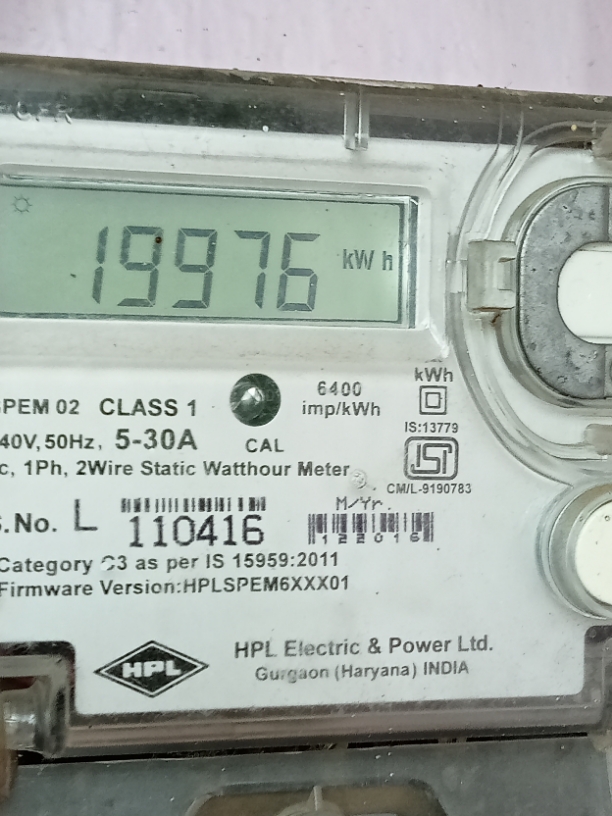 19976 kWh
PEM 02 CLASS 1
6400
imp/kWh
kWh
40V, 50Hz, 5-30A
CAL
IS:13779
c, 1Ph, 2Wire Static Watthour Meter
CM/L-9190783
.No. L 110416
M/Yr.
122016
Category C3 as per IS 15959:2011
Firmware Version:HPLSPEM6XXX01
HPL
HPL Electric & Power Ltd.
Gurgaon (Haryana) INDIA